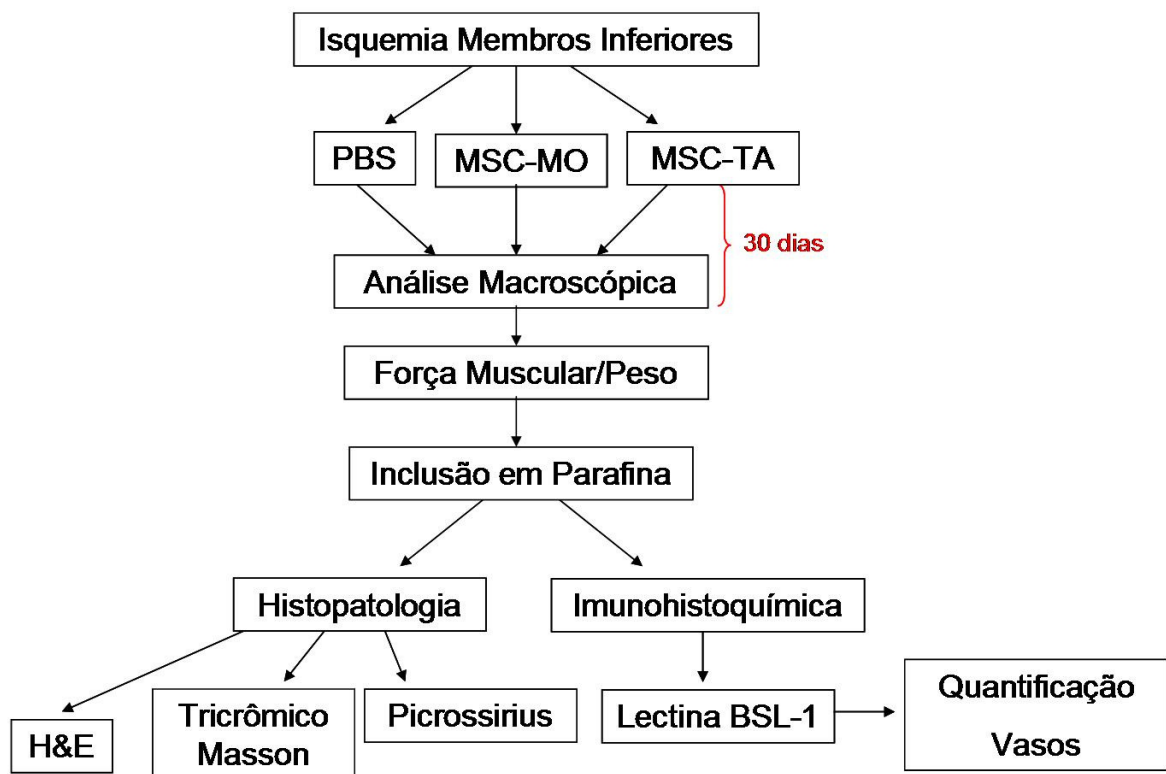 Isquemia Membros Inferiores
PBS
MSC-MO
MSC-TA
30 dias
Análise Macroscópica
Força Muscular/Peso
Inclusão em Parafina
Histopatologia
Imunohistoquímica
H&E
Tricrômico
Masson
Picrossirius
Lectina BSL-1
Quantificação
Vasos